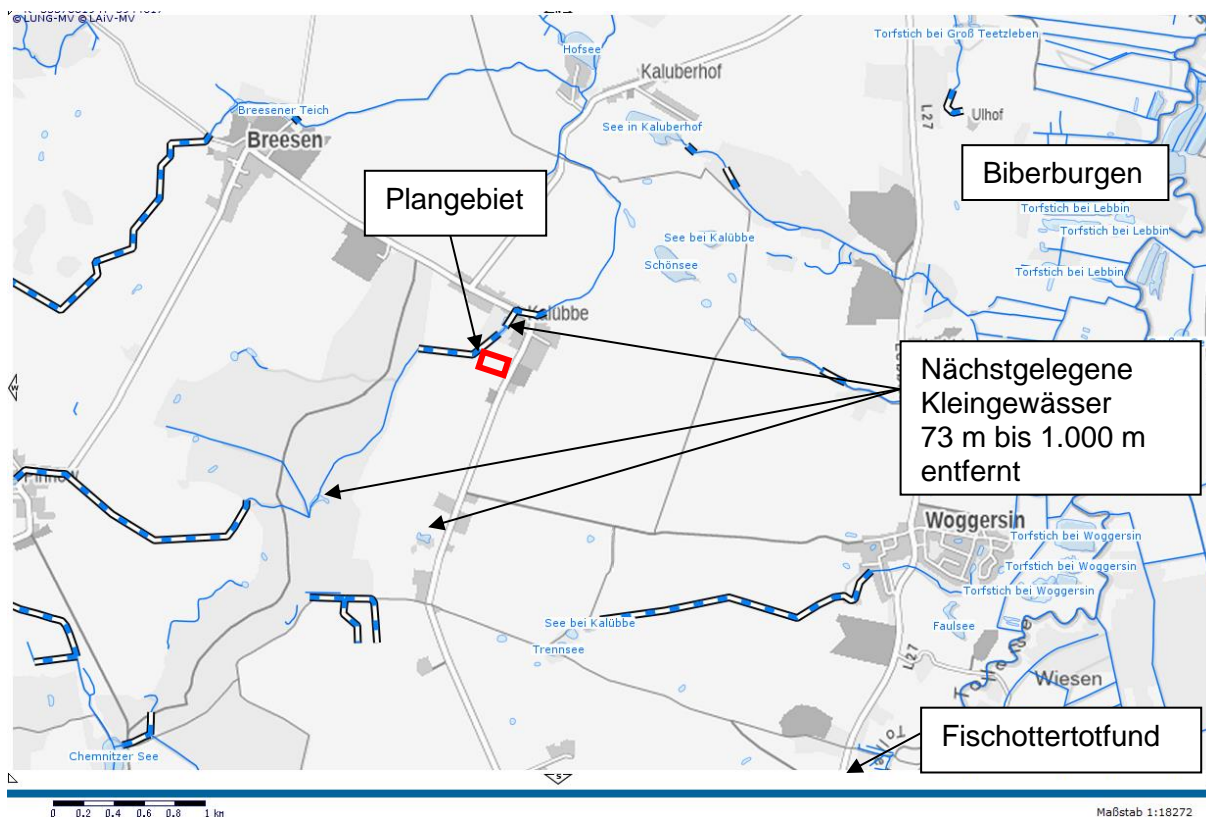 © LUNG-MV © LAiV-MV
Torfstich bei Groß Teetzleben
Hofsee
Kaluberhof
Breesener Teich
L27
Ulhof
Breesen
See in Kaluberhof
Biberburgen
Plangebiet
Torfstich bei Lebbin
Torfstich bei Lebbin
See bei Kalübbe
Schönsee
Torfstich bei Lebbin
Kalübbe
W
Nächstgelegene
Kleingewässer
73 m bis 1.000 m
entfernt
Pinnow
Woggersin
Torfstich bei Woggersin
Torfstich bei Woggersin
Torfstich bei Woggersin
See bei Kalübbe
Faulsee
Trennsee
L27
Wiesen
Fischottertotfund
Chemnitzer See
S
0 0.2 0.4 0.6 0.8 1 km
Maßstab 1:18272